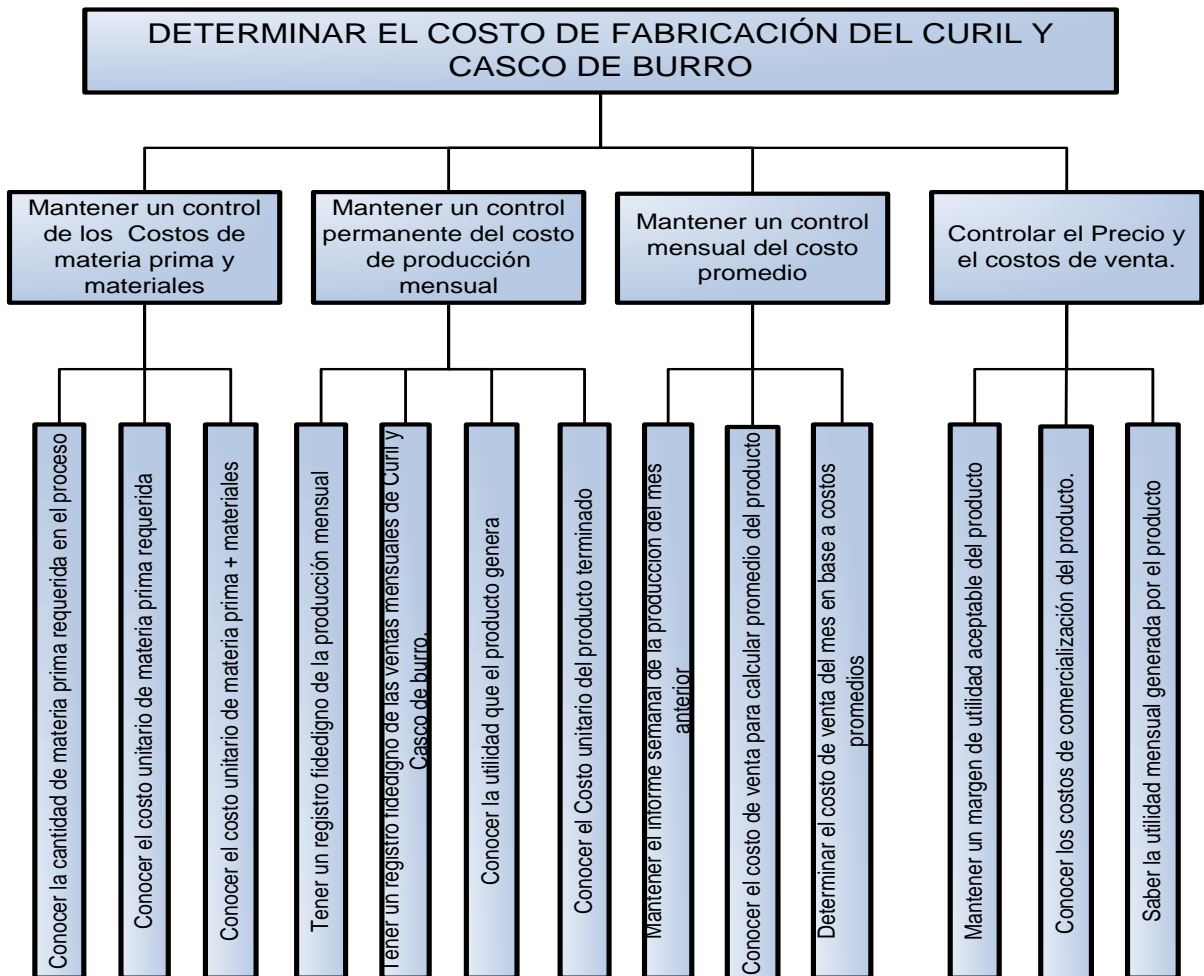 DETERMINAR EL COSTO DE FABRICACIÓN DEL CURIL Y
CASCO DE BURRO
Mantener un control
de los Costos de
materia prima y
materiales
Mantener un control
permanente del costo
de producción
mensual
Mantener un control
mensual del costo
promedio
Controlar el Precio y
el costos de venta.
Conocer la cantidad de materia prima requerida en el proceso
Conocer el costo unitario de materia prima requerida
Conocer el costo unitario de materia prima + materiales
Tener un registro fidedigno de la producción mensual
Tener un registro fidedigno de las ventas mensuales de Curil y
Casco de burro.
Conocer la utilidad que el producto genera
Conocer el Costo unitario del producto terminado
Mantener el informe semanal de la produccion del mes
anterior
Conocer el costo de venta para calcular promedio del producto
Determinar el costo de venta del mes en base a costos
promedios
Mantener un margen de utilidad aceptable del producto
Conocer los costos de comercialización del producto.
Saber la utilidad mensual generada por el producto